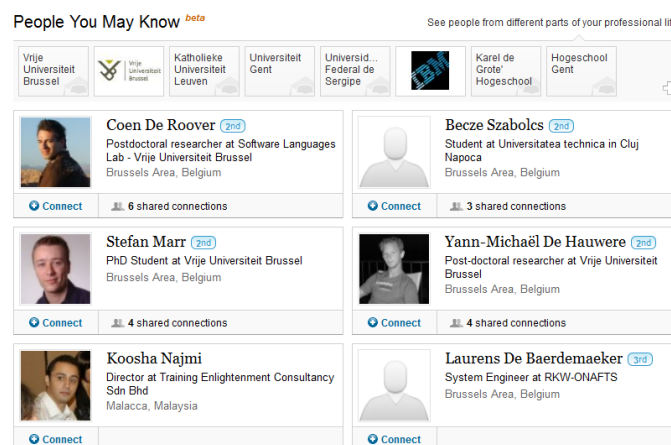 People You May Know beta
See people from different parts of your professional
Vrije
Universiteit
Brussel
Vrije
Universiteit
Brussel
Katholieke
Universiteit
Leuven
Universiteit
Gent
Universid...
Federal de
Sergipe
IBM
Karel de
Grote'
Hogeschool
Hogeschool
Gent
Coen De Roover 2nd
Postdoctoral researcher at Software Languages
Lab - Vrije Universiteit Brussel
Brussels Area, Belgium
Connect
6 shared connections
Becze Szabolcs 2nd
Student at Universitatea technica in Cluj
Napoca
Brussels Area, Belgium
Connect
3 shared connections
Stefan Marr 2nd
PhD Student at Vrije Universiteit Brussel
Brussels Area, Belgium
Connect
4 shared connections
Yann-Michaël De Hauwere 2nd
Post-doctoral researcher at Vrije Universiteit
Brussel
Brussels Area, Belgium
Connect
4 shared connections
Koosha Najmi
Director at Training Enlightenment Consultancy
Sdn Bhd
Malacca, Malaysia
Connect
Laurens De Baerdemaeker 3rd
System Engineer at RKW-ONAFTS
Brussels Area, Belgium
Connect